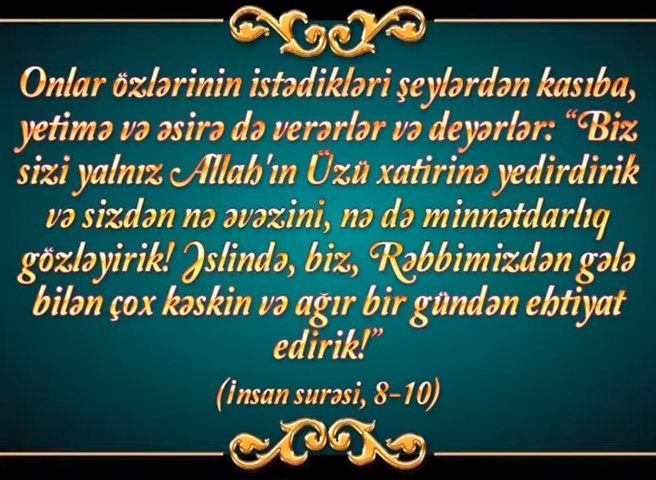 Onlar özlərinin istədikləri şeylərdən kasıba,
yetimə və əsirə də verərlər və deyərlər: “Biz
sizi yalnız Allah'ın Üzü xatirinə yedirdirik
və sizdən nə əvəzini, nə də minnətdarlıq
gözləyirik! Əslində, biz, Rəbbimizdən gələ
bilən çox kəskin və ağır bir gündən ehtiyat
edirik!”
(İnsan surəsi, 8-10)